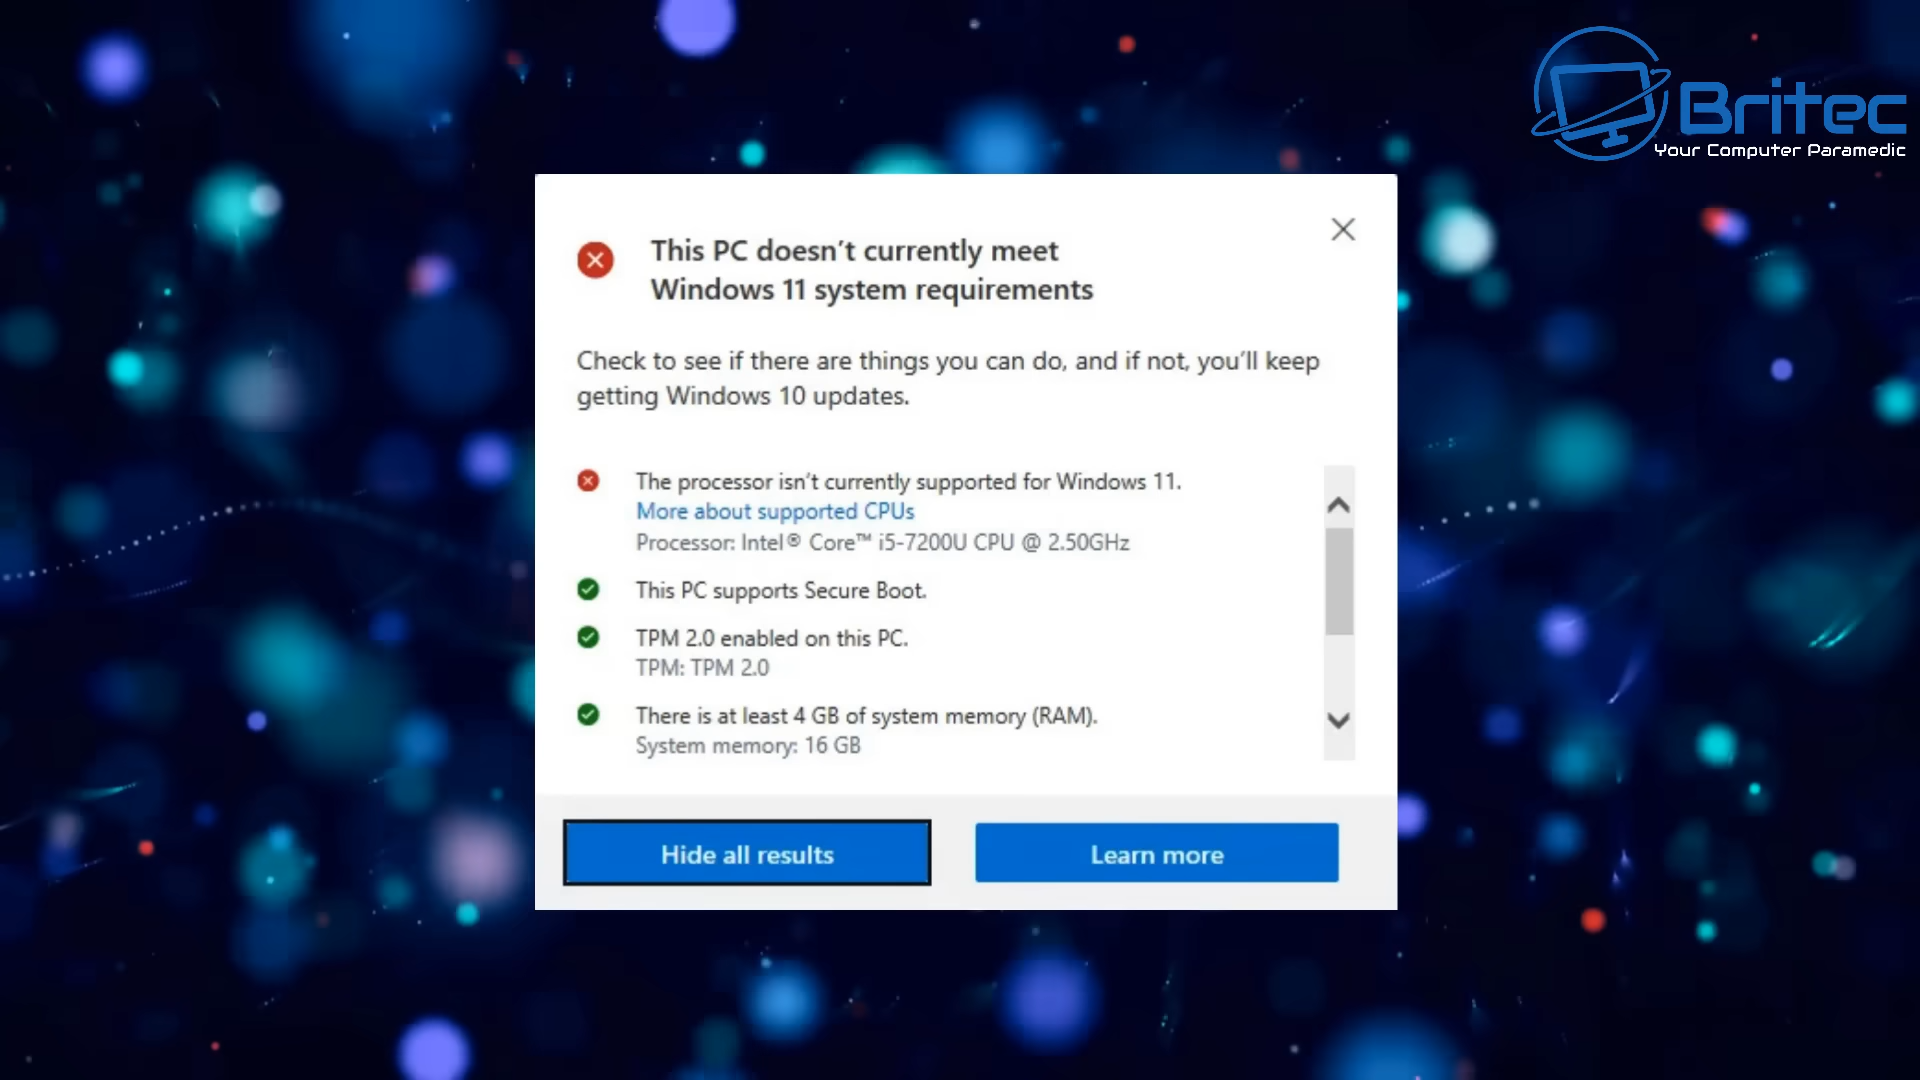 Britec
Your Computer Paramedic
This PC doesn't currently meet
Windows 11 system requirements
Check to see if there are things you can do, and if not, you'll keep
getting Windows 10 updates.
The processor isn't currently supported for Windows 11.
More about supported CPUs
Processor: Intel® Core™ i5-7200U CPU @ 2.50GHz
This PC supports Secure Boot.
TPM 2.0 enabled on this PC.
TPM: TPM 2.0
There is at least 4 GB of system memory (RAM).
System memory: 16 GB
Hide all results
Learn more